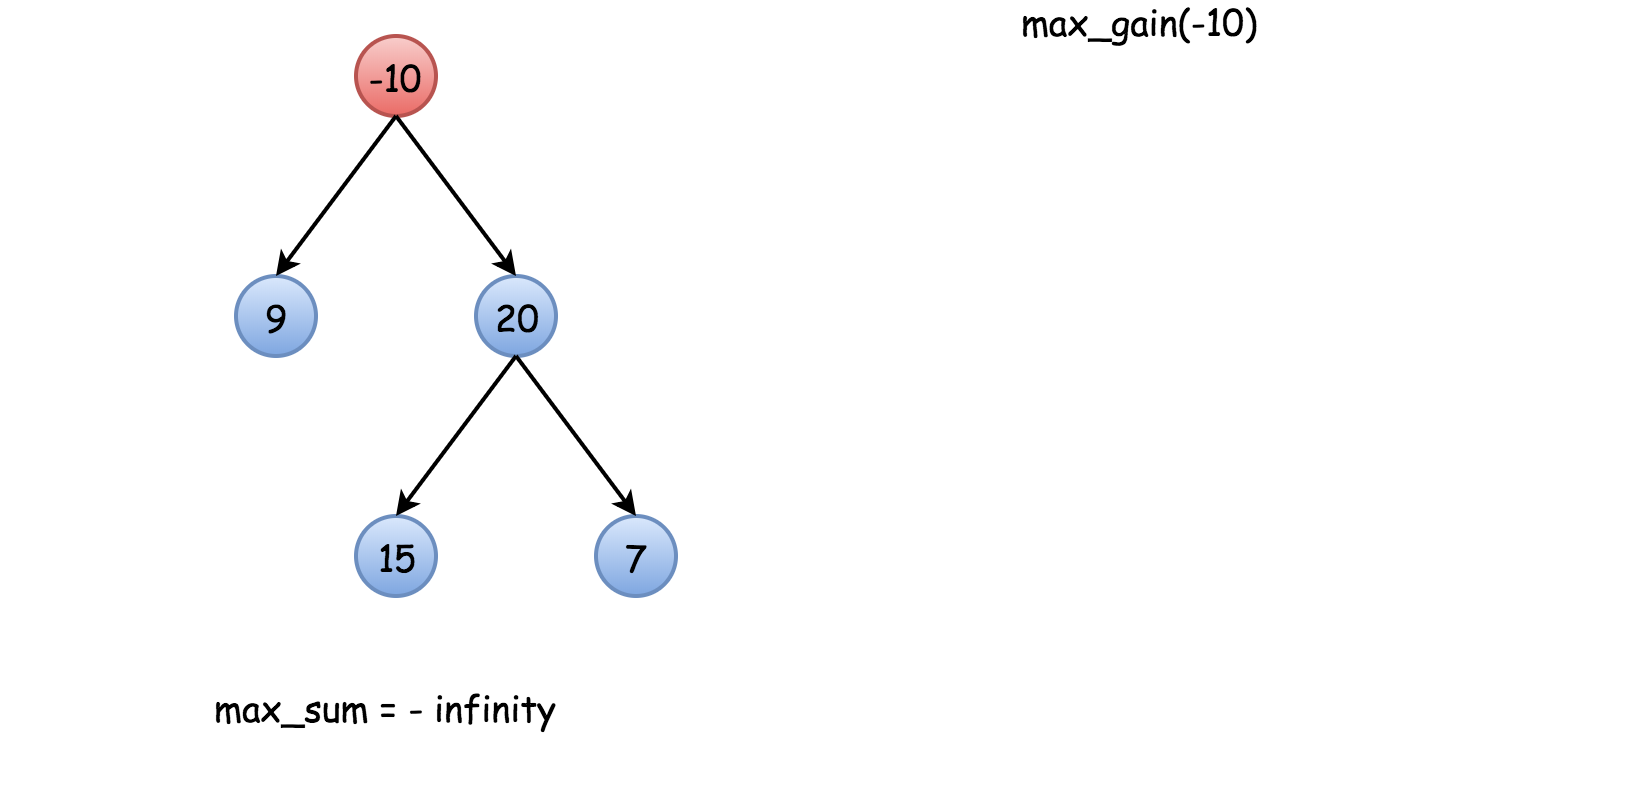 max_gain(-10)
-10
9
20
15
7
max_sum = - infinity